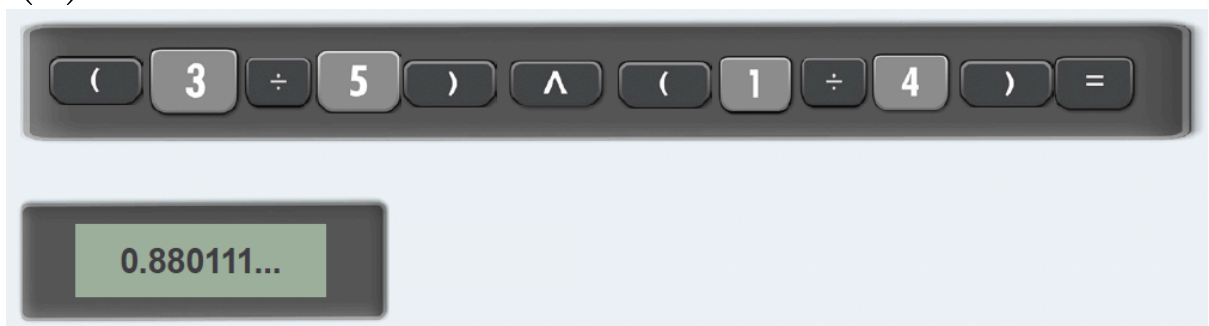 ( 3 ÷ 5 ) ^ ( 1 ÷ 4 ) =
0.880111...